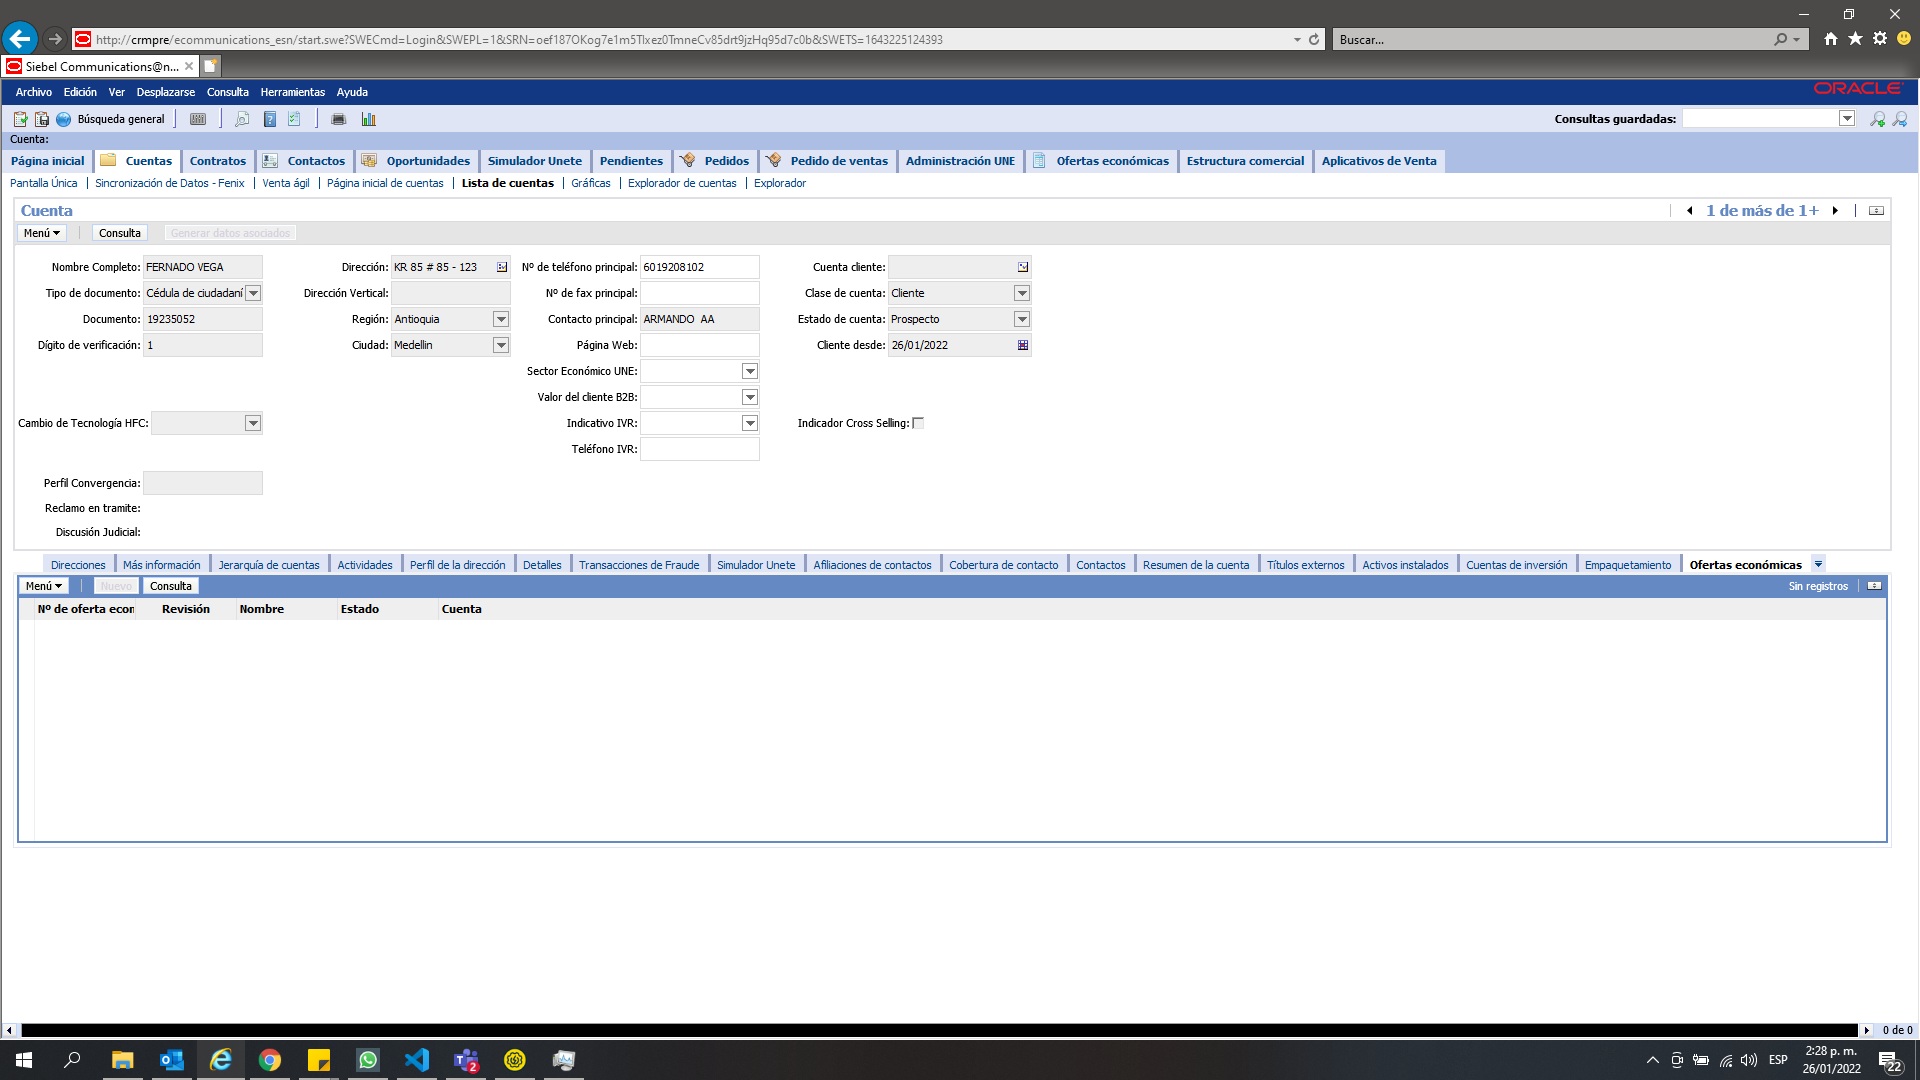 http://crmpre/ecommunications_esn/start.swe?SWECmd=Login&SWEPL=1&SRN=oef187OKog7e1m5Tlxez0TmneCv85drt9jzHq95d7c0b&SWETS=1643225124393
Buscar...
Siebel Communications@n...
Archivo Edición Ver Desplazarse Consulta Herramientas Ayuda
ORACLE
Búsqueda general
Consultas guardadas:
Cuenta:
Página inicial Cuentas Contratos Contactos Oportunidades Simulador Unete Pendientes Pedidos Pedido de ventas Administración UNE Ofertas económicas Estructura comercial Aplicativos de Venta
Pantalla Única Sincronización de Datos - Fenix Venta ágil Página inicial de cuentas Lista de cuentas Gráficas Explorador de cuentas Explorador
Cuenta
1 de más de 1+
Menú Consulta Generar datos asociados
Nombre Completo: FERNADO VEGA Dirección: KR 85 # 85 - 123 Nº de teléfono principal: 6019208102 Cuenta cliente:
Tipo de documento: Cédula de ciudadaní Dirección Vertical: Nº de fax principal: Clase de cuenta: Cliente
Documento: 19235052 Región: Antioquia Contacto principal: ARMANDO AA Estado de cuenta: Prospecto
Dígito de verificación: 1 Ciudad: Medellin Página Web: Cliente desde: 26/01/2022
Sector Económico UNE:
Valor del cliente B2B:
Cambio de Tecnología HFC: Indicativo IVR: Indicador Cross Selling:
Teléfono IVR:
Perfil Convergencia:
Reclamo en tramite:
Discusión Judicial:
Direcciones Más información Jerarquía de cuentas Actividades Perfil de la dirección Detalles Transacciones de Fraude Simulador Unete Afiliaciones de contactos Cobertura de contacto Contactos Resumen de la cuenta Títulos externos Activos instalados Cuentas de inversión Empaquetamiento Ofertas económicas
Menú Nuevo Consulta
Sin registros
Nº de oferta econ Revisión Nombre Estado Cuenta
0 de 0
2
ESP
2:28 p. m.
26/01/2022
22